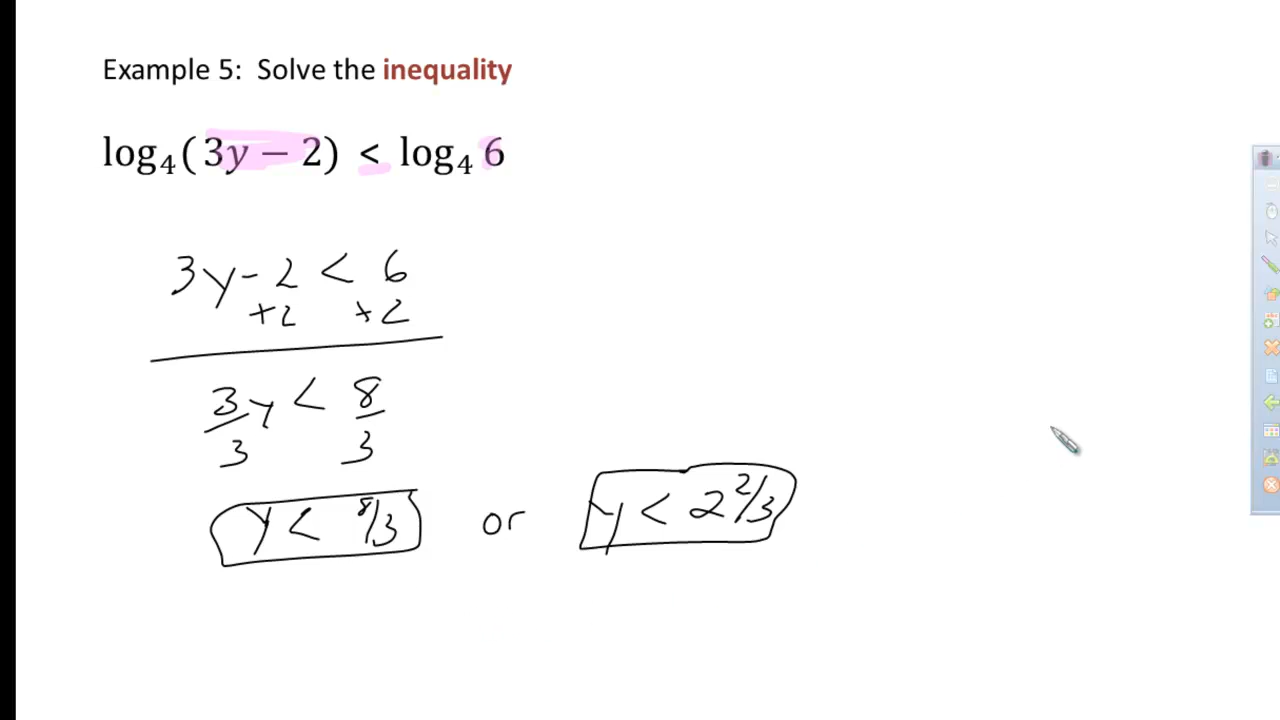 Example 5: Solve the inequality
log₄(3y − 2) < log₄ 6
3y - 2 < 6
+2 +2
3/3 y < 8/3
y < 8/3 or y < 2 2/3